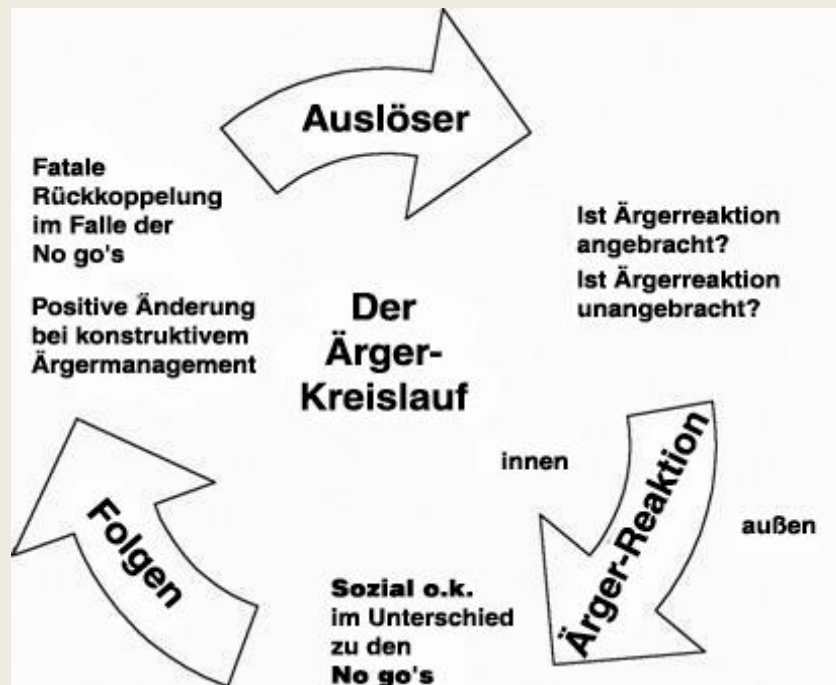 Auslöser
Fatale
Rückkoppelung
im Falle der
No go's
Positive Änderung
bei konstruktivem
Ärgermanagement
Der
Ärger-
Kreislauf
Ist Ärgerreaktion
angebracht?
Ist Ärgerreaktion
unangebracht?
innen
Ärger-Reaktion
außen
Sozial o.k.
im Unterschied
zu den
No go's
Folgen